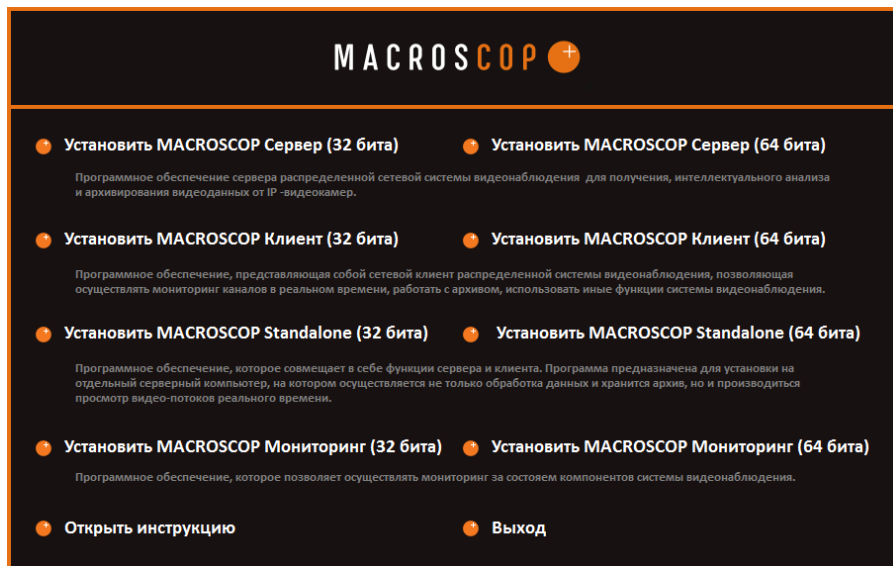 MACROSCOP
Установить MACROSCOP Сервер (32 бита)
Установить MACROSCOP Сервер (64 бита)
Программное обеспечение сервера распределенной сетевой системы видеонаблюдения для получения, интеллектуального анализа
и архивирования видеоданных от IP -видеокамер.
Установить MACROSCOP Клиент (32 бита)
Установить MACROSCOP Клиент (64 бита)
Программное обеспечение, представляющая собой сетевой клиент распределенной системы видеонаблюдения, позволяющая
осуществлять мониторинг каналов в реальном времени, работать с архивом, использовать иные функции системы видеонаблюдения.
Установить MACROSCOP Standalone (32 бита)
Установить MACROSCOP Standalone (64 бита)
Программное обеспечение, которое совмещает в себе функции сервера и клиента. Программа предназначена для установки на
отдельный серверный компьютер, на котором осуществляется не только обработка данных и хранится архив, но и производиться
просмотр видео-потоков реального времени.
Установить MACROSCOP Мониторинг (32 бита)
Установить MACROSCOP Мониторинг (64 бита)
Программное обеспечение, которое позволяет осуществлять мониторинг за состояем компонентов системы видеонаблюдения.
Открыть инструкцию
Выход